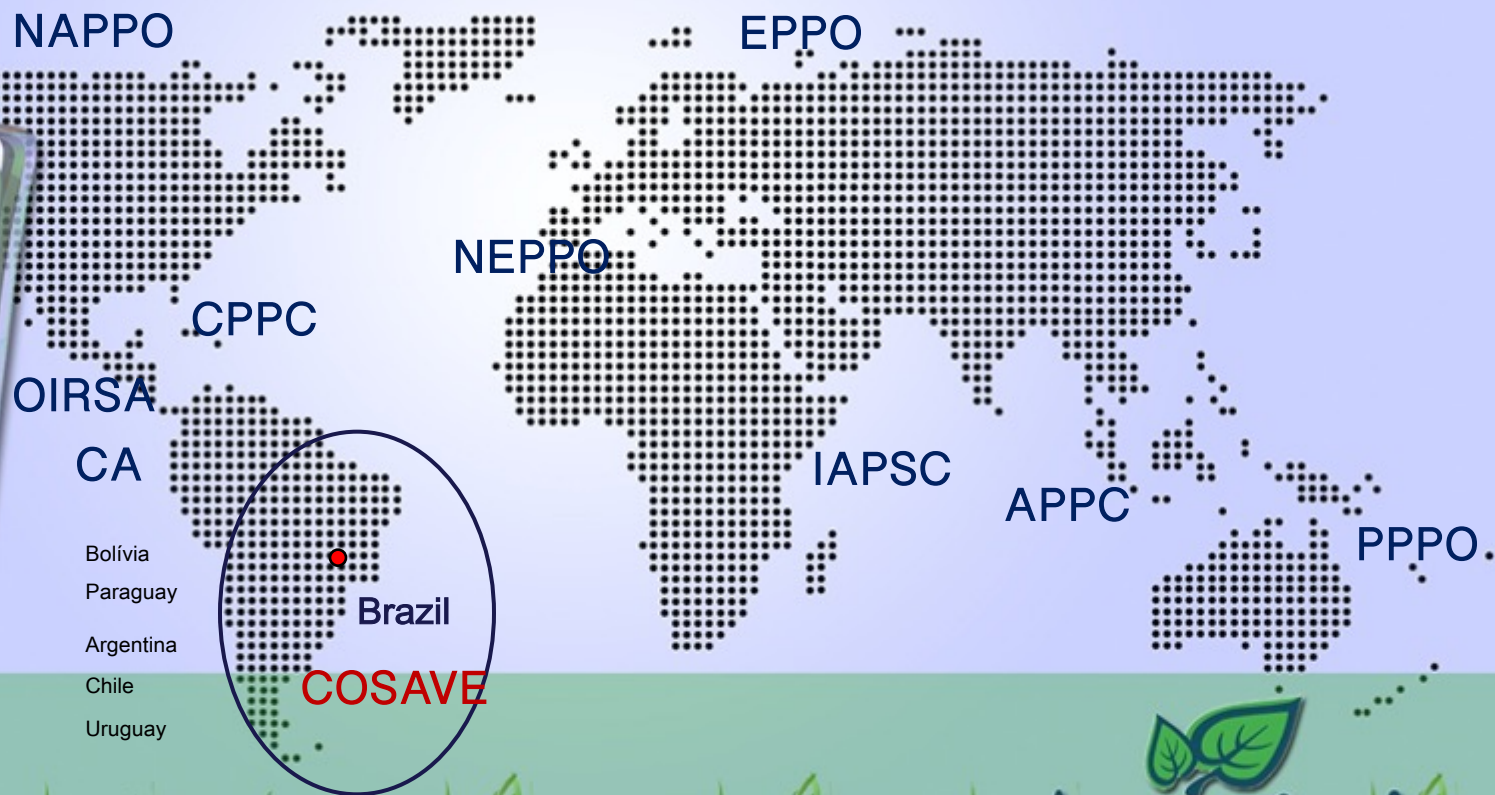 NAPPO
EPPO
NEPPO
CPPC
OIRSA
CA
IAPSC
APPC
PPPO
Bolívia
Paraguay
Brazil
Argentina
Chile
COSAVE
Uruguay